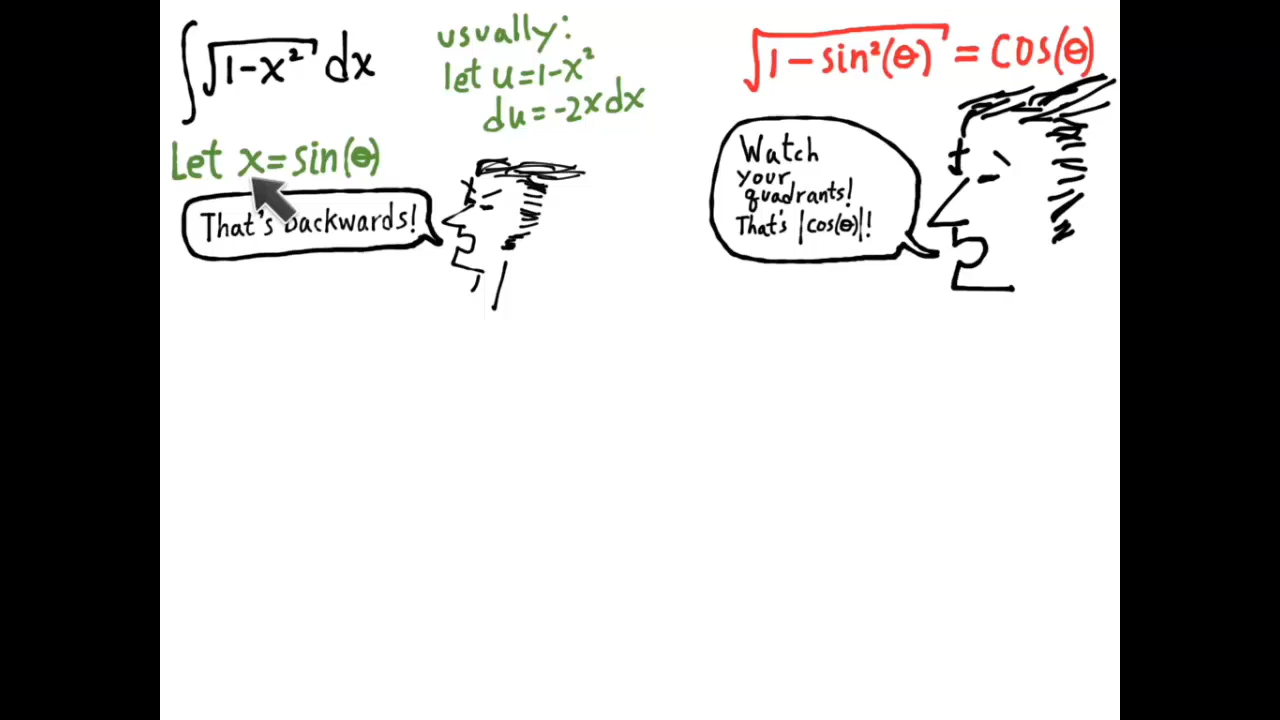 ∫√(1-x²) dx
usually:
let u=1-x²
du=-2xdx
Let x=sin(θ)
That's backwards!
√(1-sin²(θ)) = cos(θ)
Watch
your
quadrants!
That's |cos(θ)|!